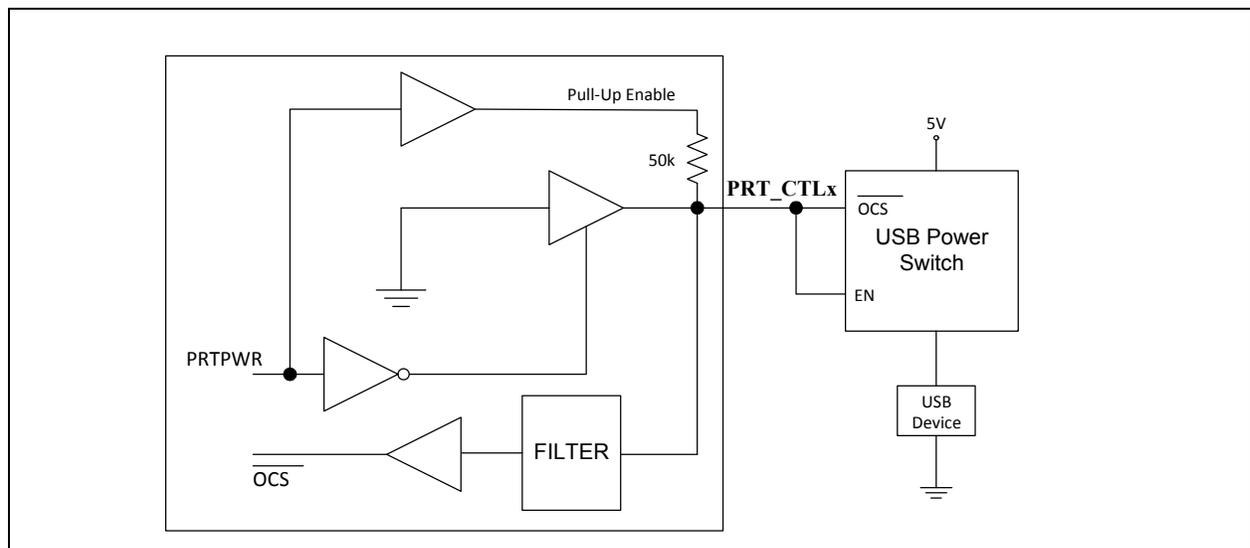 Pull-Up Enable
50k
5V
PRT_CTLx
OCS
USB Power
Switch
EN
PRTPWR
USB
Device
FILTER
OCS